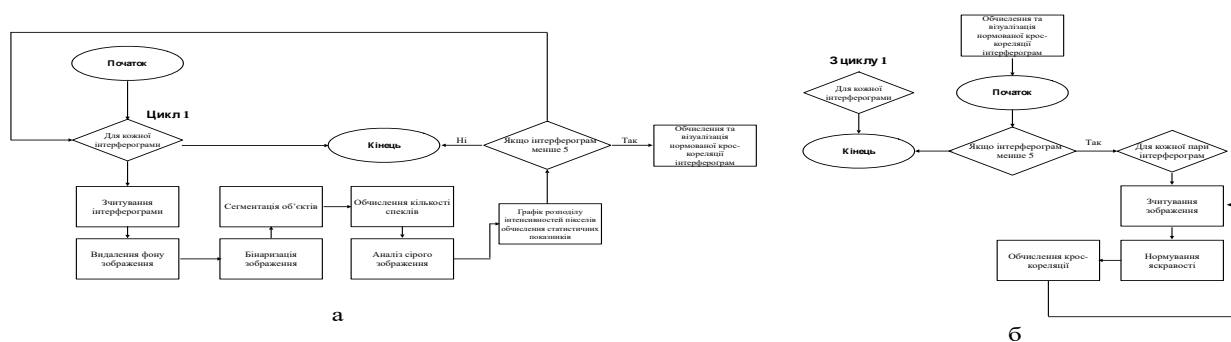 Початок
Цикл 1
Для кожної
інтерферограми
Кінець
Ні
Якщо інтерферограм
менше 5
Так
Обчислення та
візуалізація
нормованої крос-
кореляції
інтерферограм
Зчитування
інтерферограми
Сегментація об’єктів
Обчислення кількості
спеклів
Графік розподілу
інтенсивностей пікселів
обчислення статистичних
показників
Видалення фону
зображення
Бінаризація
зображення
Аналіз сірого
зображення
а
Обчислення та
візуалізація
нормованої крос-
кореляції інтерферограм
З циклу 1
Для кожної
інтерферограми
Початок
Кінець
Якщо інтерферограм
менше 5
Так
Для кожної пари
інтерферограм
Зчитування
зображення
Обчислення крос-
кореляції
Нормування
яскравості
б